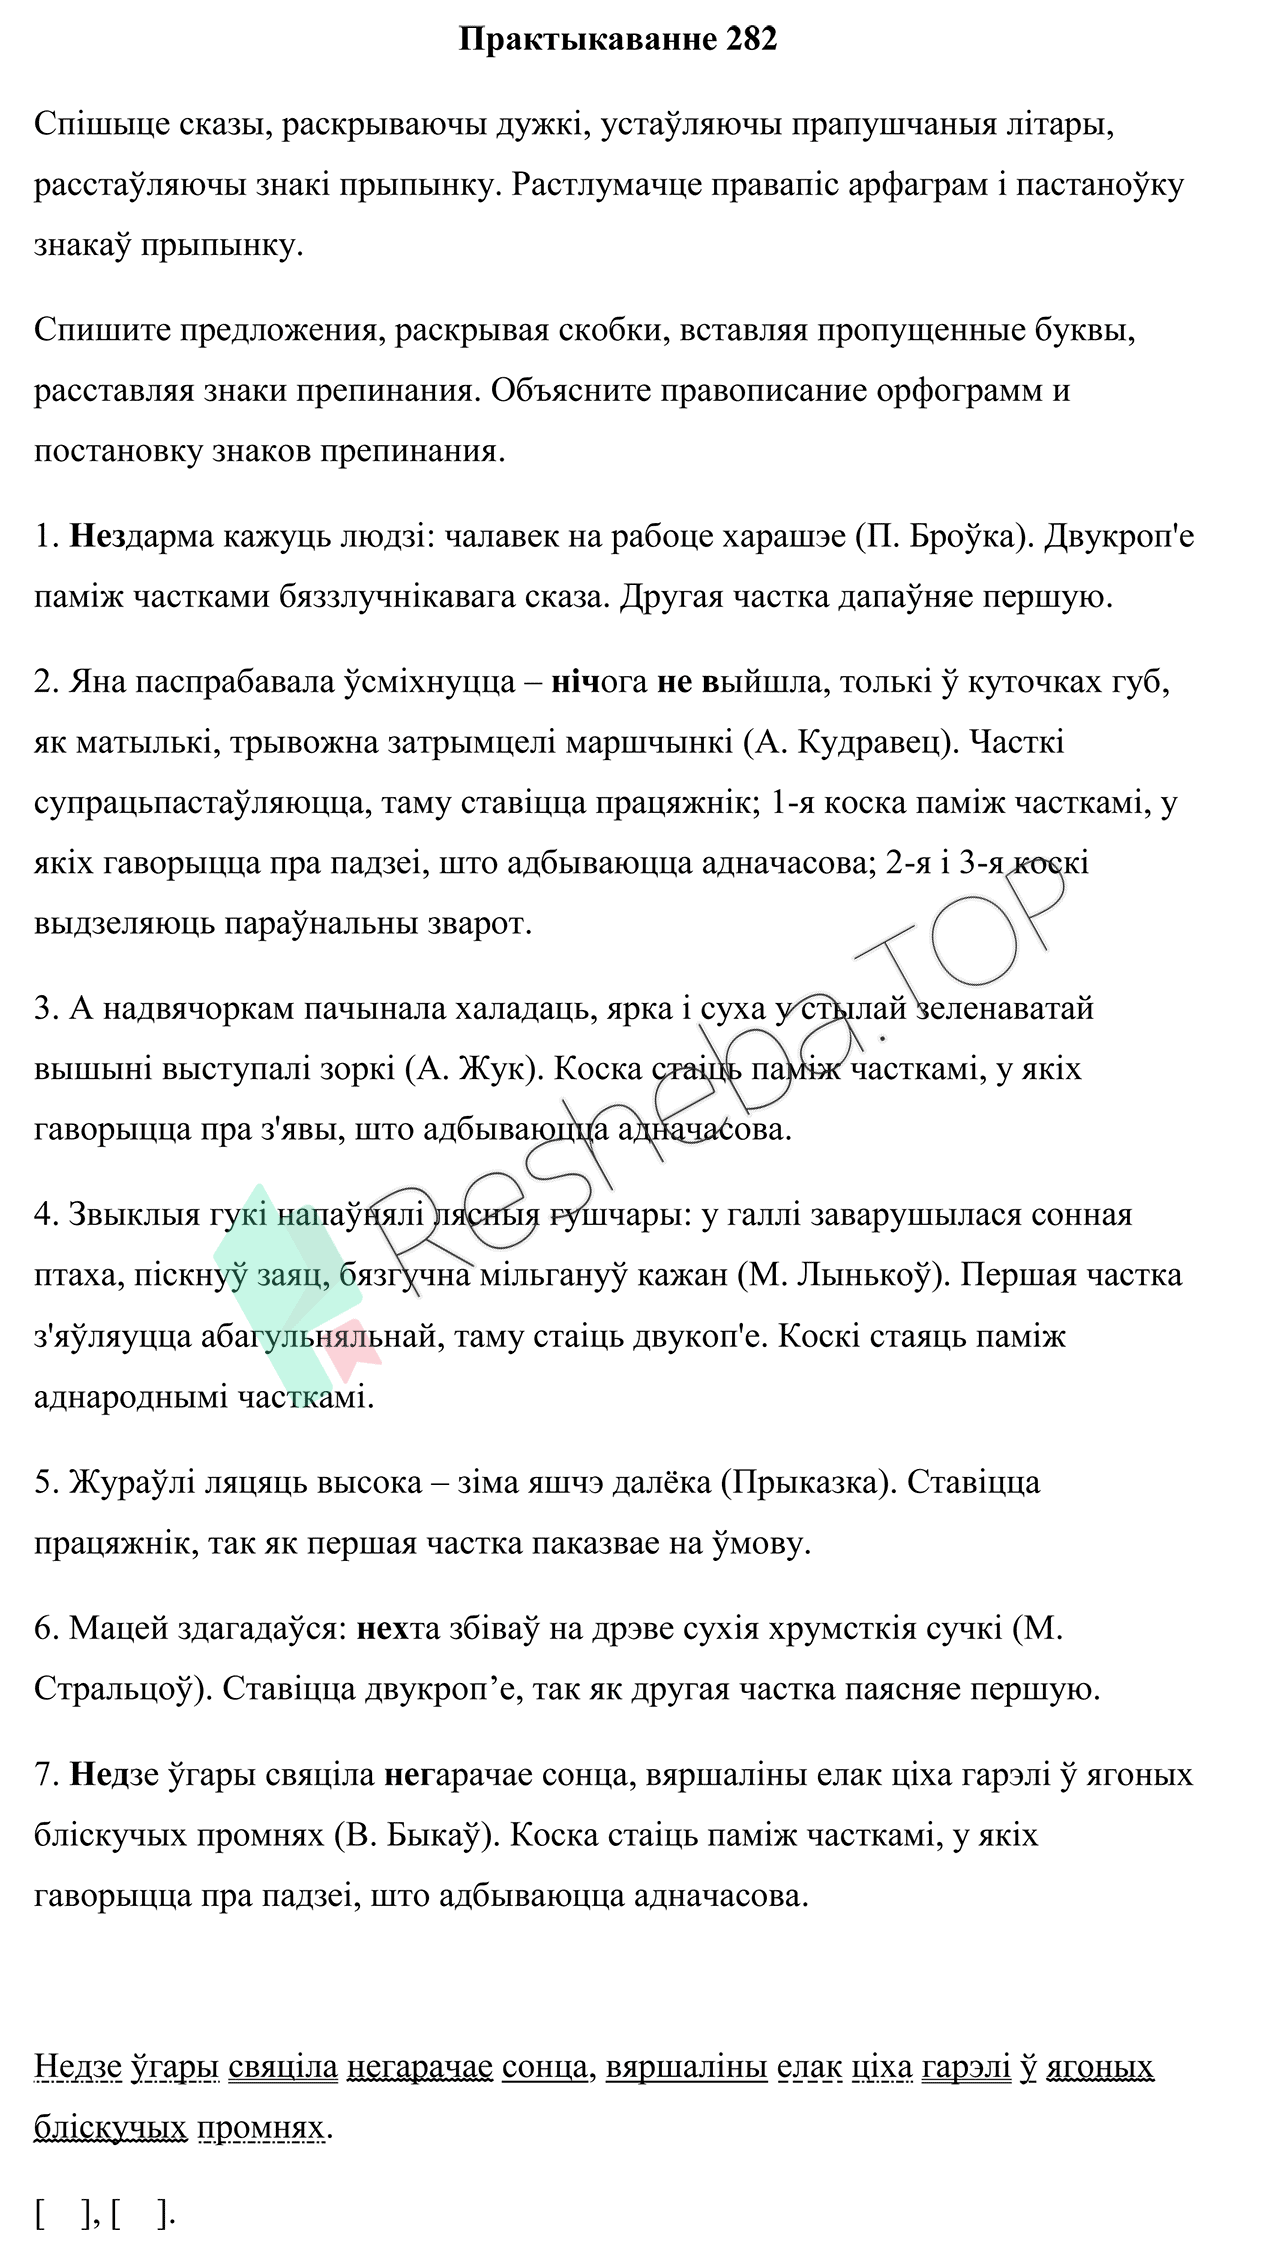 Практыкаванне 282
Спішыце сказы, раскрываючы дужкі, устаўляючы прапушчаныя літары,
расстаўляючы знакі прыпынку. Растлумачце правапіс арфаграм і пастаноўку
знакаў прыпынку.
Спишите предложения, раскрывая скобки, вставляя пропущенные буквы,
расставляя знаки препинания. Объясните правописание орфограмм и
постановку знаков препинания.
1. Нездарма кажуць людзі: чалавек на рабоце харашэе (П. Броўка). Двукроп'е
паміж часткамі бяззлучнікавага сказа. Другая частка дапаўняе першую.
2. Яна паспрабавала ўсміхнуцца – нічога не выйшла, толькі ў куточках губ,
як матылькі, трывожна затрымцелі маршчынкі (А. Кудравец). Часткі
супрацьпастаўляюцца, таму ставіцца працяжнік; 1-я коска паміж часткамі, у
якіх гаворыцца пра падзеі, што адбываюцца адначасова; 2-я і 3-я коскі
выдзеляюць параўнальны зварот.
3. А надвячоркам пачынала халадаць, ярка і суха у стылай зеленаватай
вышыні выступалі зоркі (А. Жук). Коска стаіць паміж часткамі, у якіх
гаворыцца пра з'явы, што адбываюцца адначасова.
4. Звыклыя гукі напаўнялі лясныя гушчары: у галлі заварушылася сонная
птаха, піскнуў заяц, бязгучна мільгануў кажан (М. Лынькоў). Першая частка
з'яўляуцца абагульняльнай, таму стаіць двукоп'е. Коскі стаяць паміж
аднароднымі часткамі.
5. Жураўлі ляцяць высока – зіма яшчэ далёка (Прыказка). Ставіцца
працяжнік, так як першая частка паказвае на ўмову.
6. Мацей здагадаўся: нехта збіваў на дрэве сухія хрумсткія сучкі (М.
Стральцоў). Ставіцца двукроп’е, так як другая частка паясняе першую.
7. Недзе ўгары свяціла негарачае сонца, вяршаліны елак ціха гарэлі ў ягоных
бліскучых промнях (В. Быкаў). Коска стаіць паміж часткамі, у якіх
гаворыцца пра падзеі, што адбываюцца адначасова.
Недзе ўгары свяціла негарачае сонца, вяршаліны елак ціха гарэлі ў ягоных
бліскучых промнях.
[ ], [ ].
Resheba.TOP